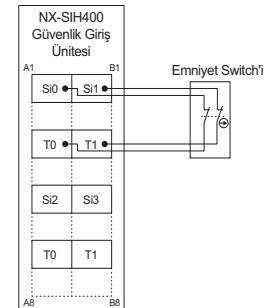 NX-SIH400
Güvenlik Giriş
Ünitesi
A1 B1
Emniyet Switch'i
Si0 Si1
T0 T1
Si2 Si3
T0 T1
A8 B8